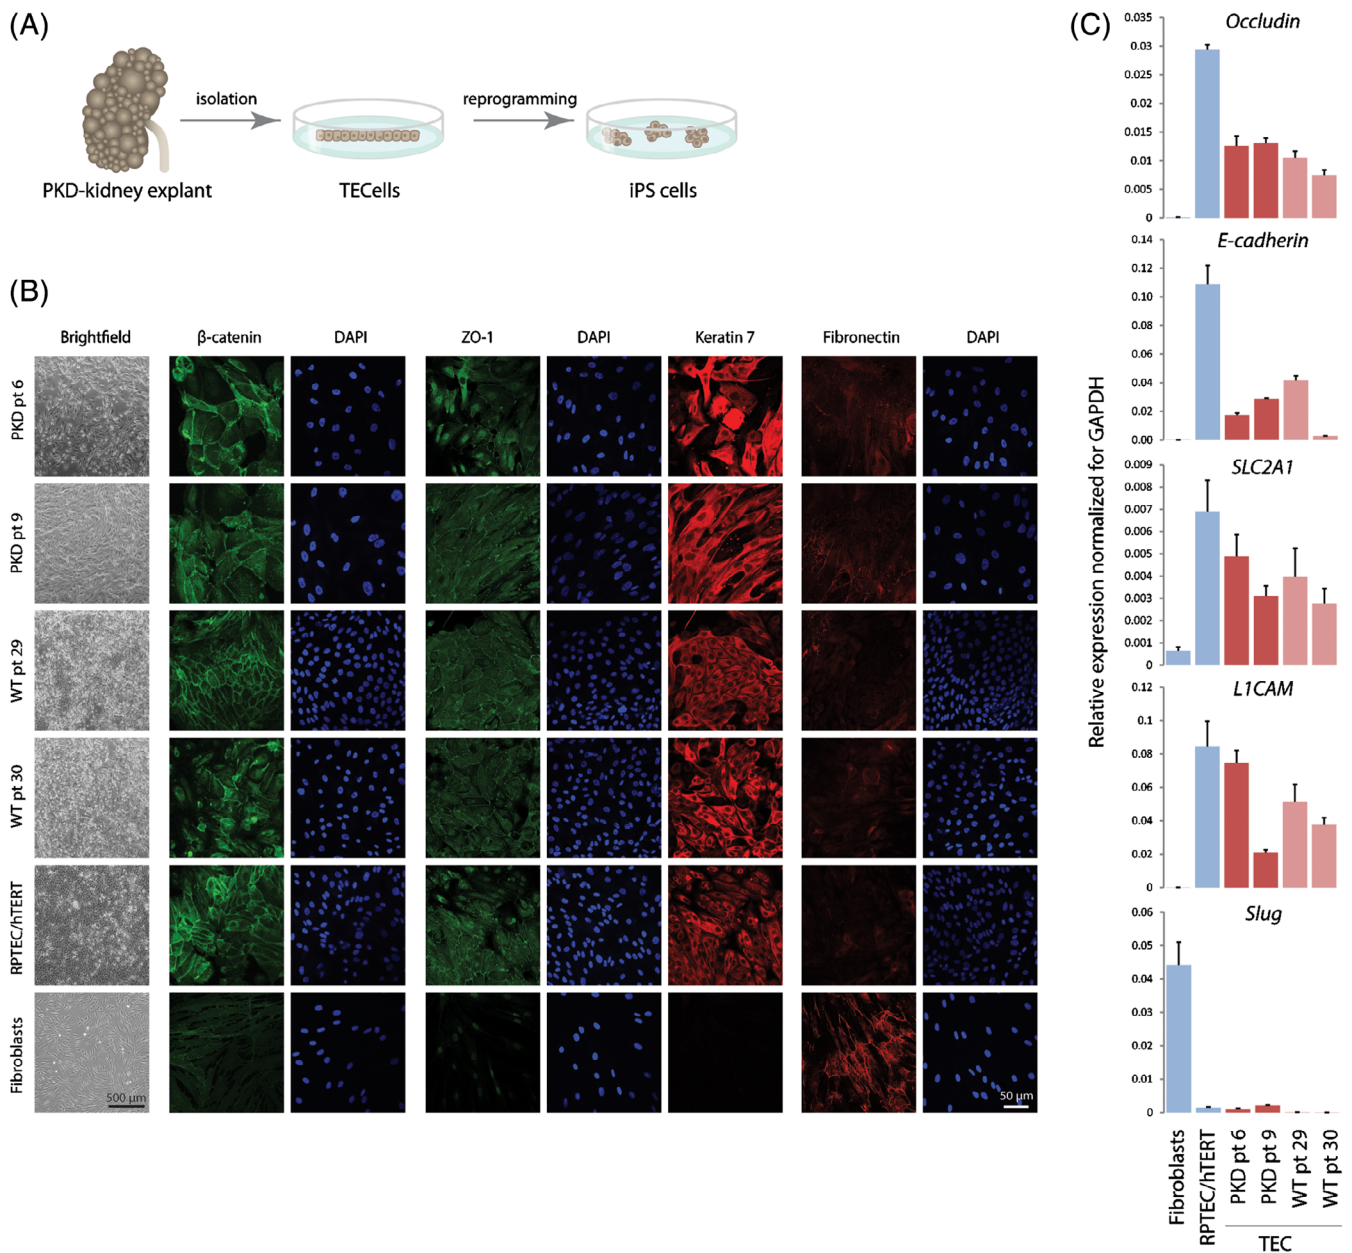 (A)
isolation
reprogramming
PKD-kidney explant
TECells
iPS cells
(B)
Brightfield
β-catenin
DAPI
ZO-1
DAPI
Keratin 7
Fibronectin
DAPI
PKD pt 6
PKD pt 9
WT pt 29
WT pt 30
RPTEC/hTERT
Fibroblasts
500 µm
50 µm
(C)
Relative expression normalized for GAPDH
Occludin
0.035
0.03
0.025
0.02
0.015
0.01
0.005
0
E-cadherin
0.14
0.12
0.10
0.08
0.06
0.04
0.02
0.00
SLC2A1
0.009
0.008
0.007
0.006
0.005
0.004
0.003
0.002
0.001
0
L1CAM
0.12
0.1
0.08
0.06
0.04
0.02
0
Slug
0.06
0.05
0.04
0.03
0.02
0.01
0
Fibroblasts
RPTEC/hTERT
PKD pt 6
PKD pt 9
WT pt 29
WT pt 30
TEC